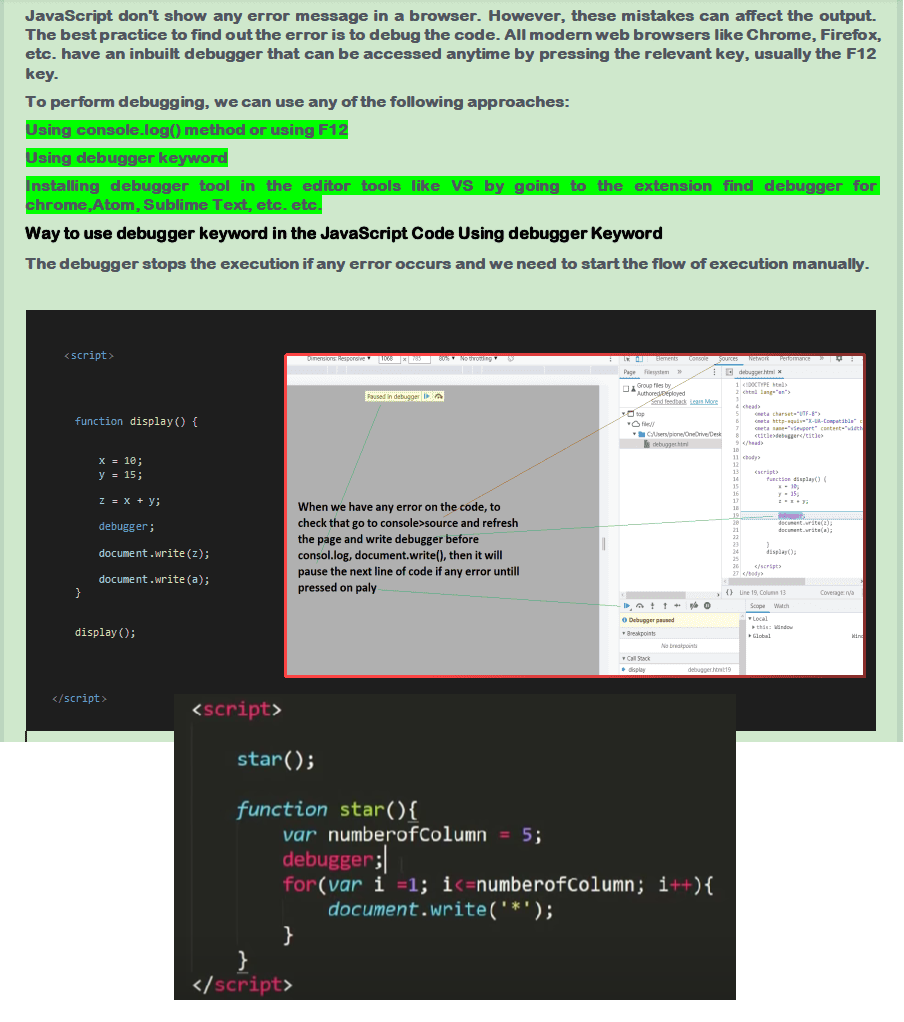 JavaScript don't show any error message in a browser. However, these mistakes can affect the output.
The best practice to find out the error is to debug the code. All modern web browsers like Chrome, Firefox,
etc. have an inbuilt debugger that can be accessed anytime by pressing the relevant key, usually the F12
key.
To perform debugging, we can use any of the following approaches:
Using console.log() method or using F12
Using debugger keyword
Installing debugger tool in the editor tools like VS by going to the extension find debugger for
chrome,Atom, Sublime Text, etc. etc.
Way to use debugger keyword in the JavaScript Code Using debugger Keyword
The debugger stops the execution if any error occurs and we need to start the flow of execution manually.
<script>
function display() {
x = 10;
y = 15;
z = x + y;
debugger;
document.write(z);
document.write(a);
}
display();
</script>
Dimensions: Responsive 1068 x 785 80% No throttling
Paused in debugger
When we have any error on the code, to
check that go to console>source and refresh
the page and write debugger before
consol.log, document.write(), then it will
pause the next line of code if any error untill
pressed on paly
Elements Console Sources Network Performance »
Page Filesystem »
Group files by
Authored/Deployed
Send feedback Learn More
top
file://
C:/Users/pione/OneDrive/Desk
debugger.html
debugger.html ×
1 <!DOCTYPE html>
2 <html lang="en">
3
4 <head>
5 <meta charset="UTF-8">
6 <meta http-equiv="X-UA-Compatible" c
7 <meta name="viewport" content="width
8 <title>debugger</title>
9 </head>
10
11 <body>
12
13 <script>
14 function display() {
15 x = 10;
16 y = 15;
17 z = x + y;
18
19 debugger;
20 document.write(z);
21 document.write(a);
22
23 }
24 display();
25
26 </script>
27 </body>
{} Line 19, Column 13 Coverage: n/a
Debugger paused
Breakpoints
No breakpoints
Call Stack
display debugger.html:19
Scope Watch
Local
this: Window
Global Wind
<script>
star();
function star(){
var numberofColumn = 5;
debugger;
for(var i =1; i<=numberofColumn; i++){
document.write('*');
}
}
</script>